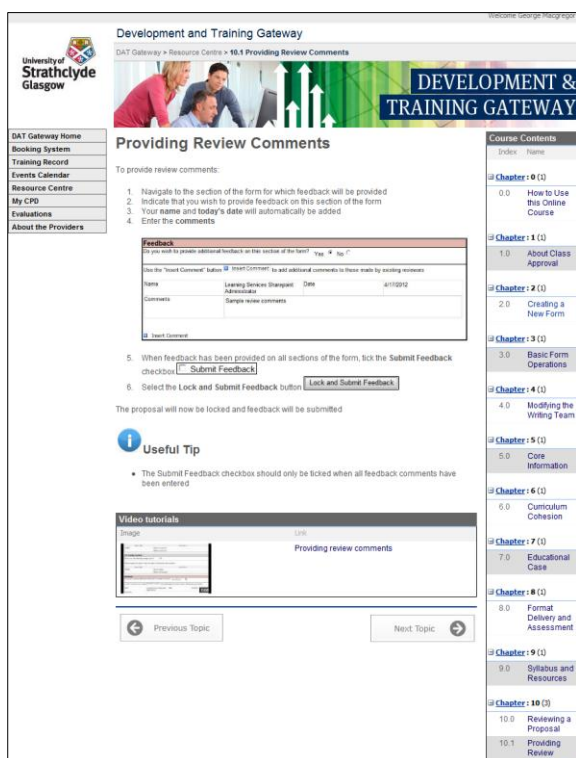 Welcome George Macgregor
Development and Training Gateway
DAT Gateway > Resource Centre > 10.1 Providing Review Comments
University of
Strathclyde
Glasgow
DEVELOPMENT &
TRAINING GATEWAY
DAT Gateway Home
Booking System
Training Record
Events Calendar
Resource Centre
My CPD
Evaluations
About the Providers
Providing Review Comments
To provide review comments:
1. Navigate to the section of the form for which feedback will be provided
2. Indicate that you wish to provide feedback on this section of the form
3. Your name and today's date will automatically be added
4. Enter the comments
Feedback
Do you wish to provide additional feedback on this section of the form? Yes No
Use the "Insert Comment" button Insert Comment to add additional comments to those made by existing reviewers
Name Learning Services Sharepoint Date 4/17/2012
Administrator
Comments Sample review comments
Insert Comment
5. When feedback has been provided on all sections of the form, tick the Submit Feedback
checkbox Submit Feedback
6. Select the Lock and Submit Feedback button Lock and Submit Feedback
The proposal will now be locked and feedback will be submitted
Useful Tip
• The Submit Feedback checkbox should only be ticked when all feedback comments have
been entered
Video tutorials
Image Link
Providing review comments
Previous Topic
Next Topic
Course Contents
Index Name
Chapter : 0 (1)
0.0 How to Use
this Online
Course
Chapter : 1 (1)
1.0 About Class
Approval
Chapter : 2 (1)
2.0 Creating a
New Form
Chapter : 3 (1)
3.0 Basic Form
Operations
Chapter : 4 (1)
4.0 Modifying the
Writing Team
Chapter : 5 (1)
5.0 Core
Information
Chapter : 6 (1)
6.0 Curriculum
Cohesion
Chapter : 7 (1)
7.0 Educational
Case
Chapter : 8 (1)
8.0 Format
Delivery and
Assessment
Chapter : 9 (1)
9.0 Syllabus and
Resources
Chapter : 10 (3)
10.0 Reviewing a
Proposal
10.1 Providing
Review